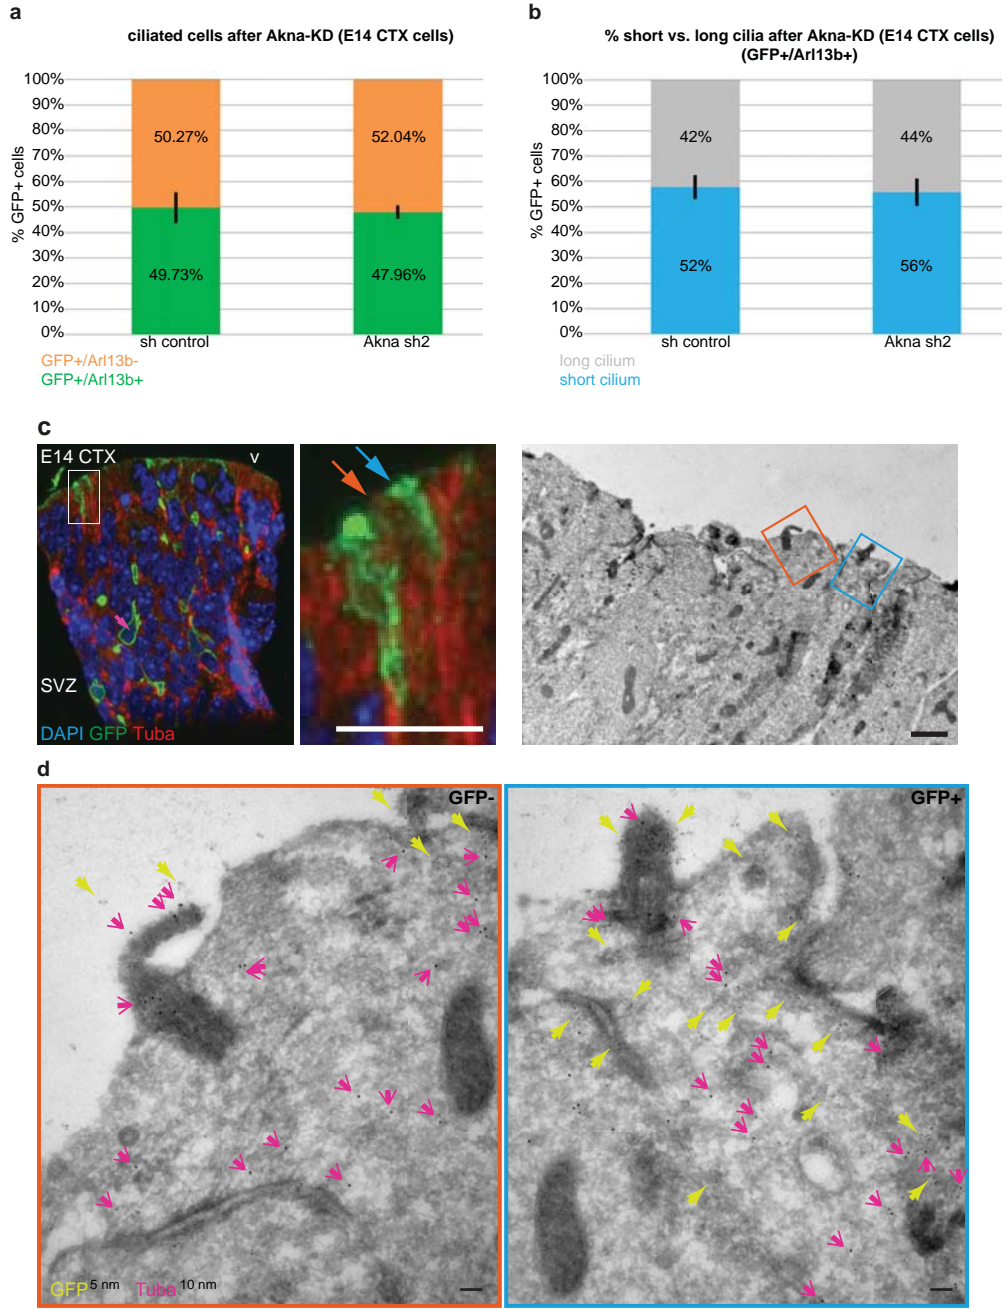 a
ciliated cells after Akna-KD (E14 CTX cells)
% GFP+ cells
100%
90%
80%
70%
60%
50%
40%
30%
20%
10%
0%
50.27%
52.04%
49.73%
47.96%
sh control
Akna sh2
GFP+/Arl13b-
GFP+/Arl13b+
b
% short vs. long cilia after Akna-KD (E14 CTX cells)
(GFP+/Arl13b+)
% GFP+ cells
100%
90%
80%
70%
60%
50%
40%
30%
20%
10%
0%
42%
44%
52%
56%
sh control
Akna sh2
long cilium
short cilium
c
E14 CTX
v
SVZ
DAPI GFP Tuba
d
GFP-
GFP+
GFP 5 nm Tuba 10 nm